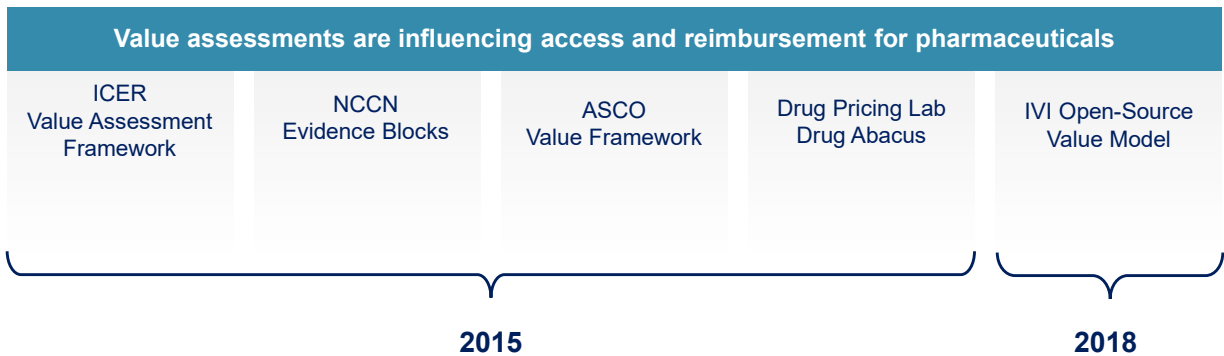 Value assessments are influencing access and reimbursement for pharmaceuticals
ICER
Value Assessment
Framework
NCCN
Evidence Blocks
ASCO
Value Framework
Drug Pricing Lab
Drug Abacus
IVI Open-Source
Value Model
2015
2018